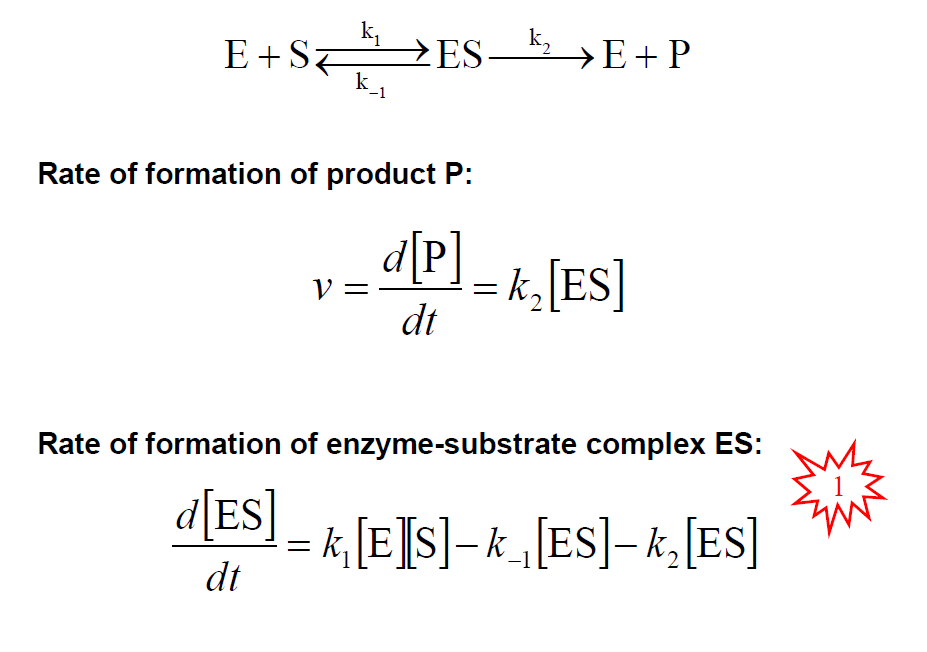 E + S ⇌ ES → E + P
k₁ k₂
k₋₁
Rate of formation of product P:
v = d[P]/dt = k₂[ES]
Rate of formation of enzyme-substrate complex ES:
1
d[ES]/dt = k₁[E][S] – k₋₁[ES] – k₂[ES]